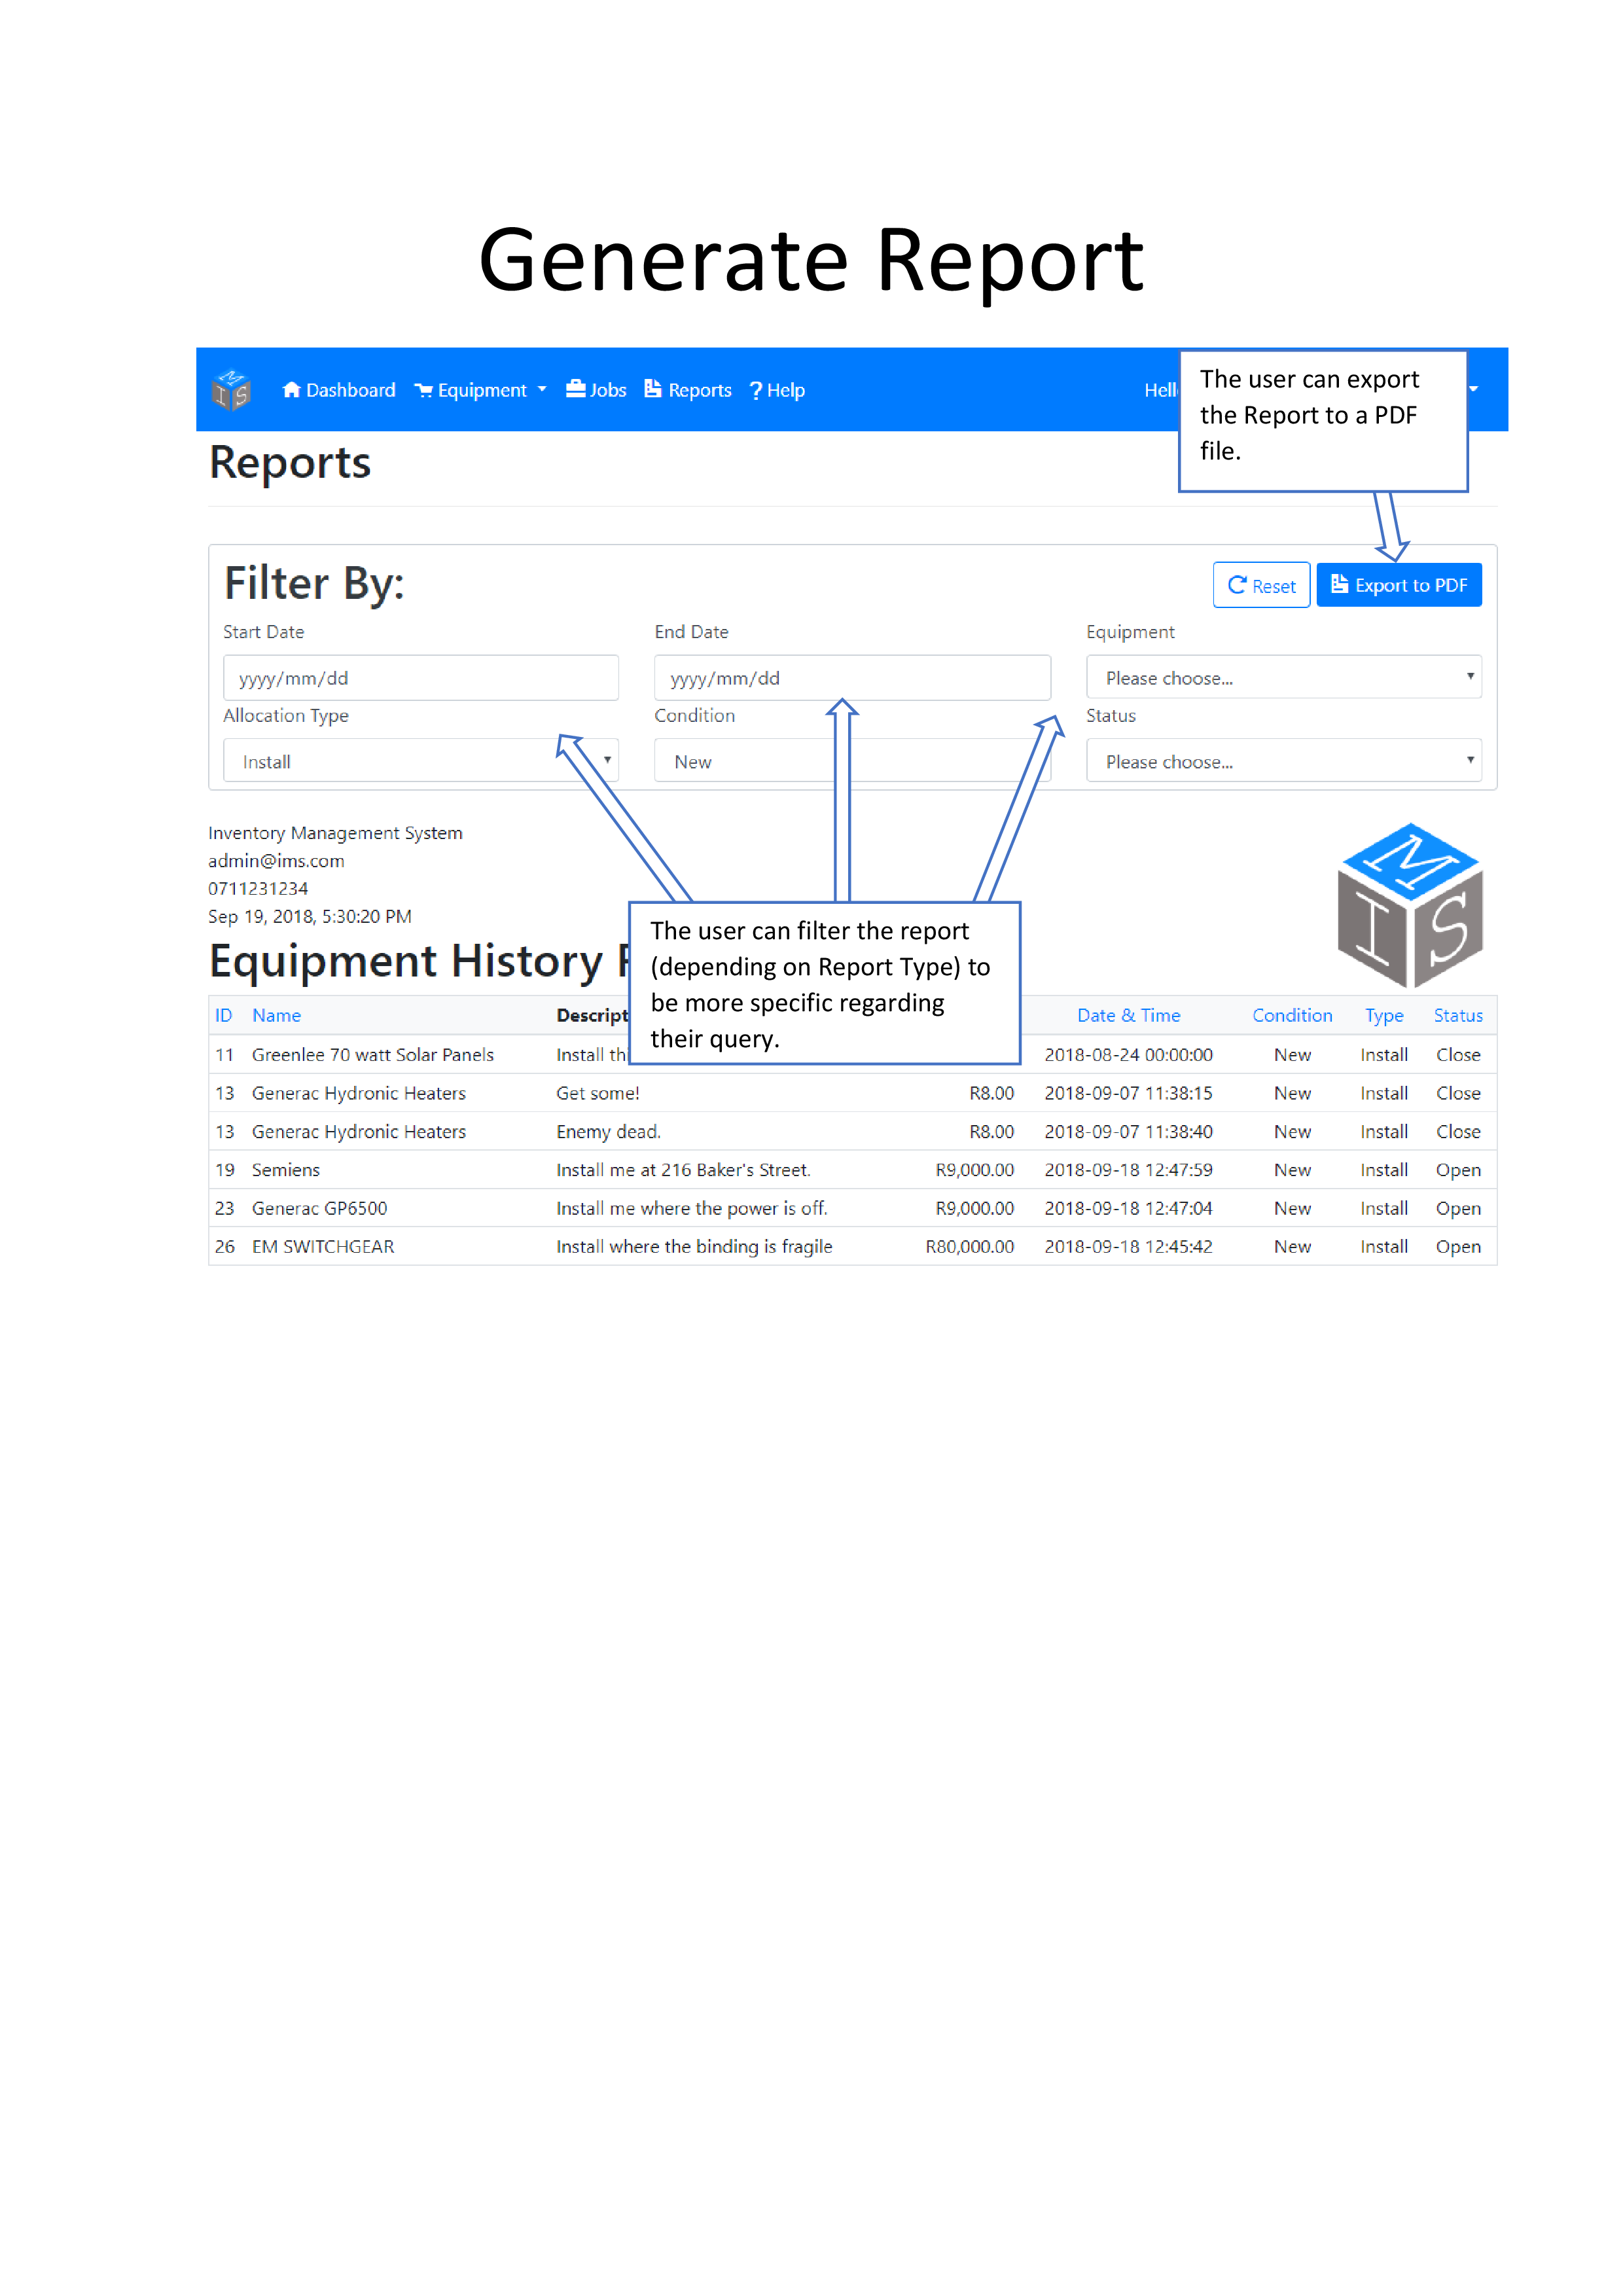 Generate Report
Dashboard Equipment Jobs Reports ? Help
The user can export
the Report to a PDF
file.
Reports
Filter By:
Reset Export to PDF
Start Date End Date Equipment
yyyy/mm/dd yyyy/mm/dd Please choose...
Allocation Type Condition Status
Install New Please choose...
Inventory Management System
admin@ims.com
0711231234
Sep 19, 2018, 5:30:20 PM
I M S
Equipment History
The user can filter the report
(depending on Report Type) to
be more specific regarding
their query.
ID Name Date & Time Condition Type Status
11 Greenlee 70 watt Solar Panels Install 2018-08-24 00:00:00 New Install Close
13 Generac Hydronic Heaters Get some! R8.00 2018-09-07 11:38:15 New Install Close
13 Generac Hydronic Heaters Enemy dead. R8.00 2018-09-07 11:38:40 New Install Close
19 Semiens Install me at 216 Baker's Street. R9,000.00 2018-09-18 12:47:59 New Install Open
23 Generac GP6500 Install me where the power is off. R9,000.00 2018-09-18 12:47:04 New Install Open
26 EM SWITCHGEAR Install where the binding is fragile R80,000.00 2018-09-18 12:45:42 New Install Open